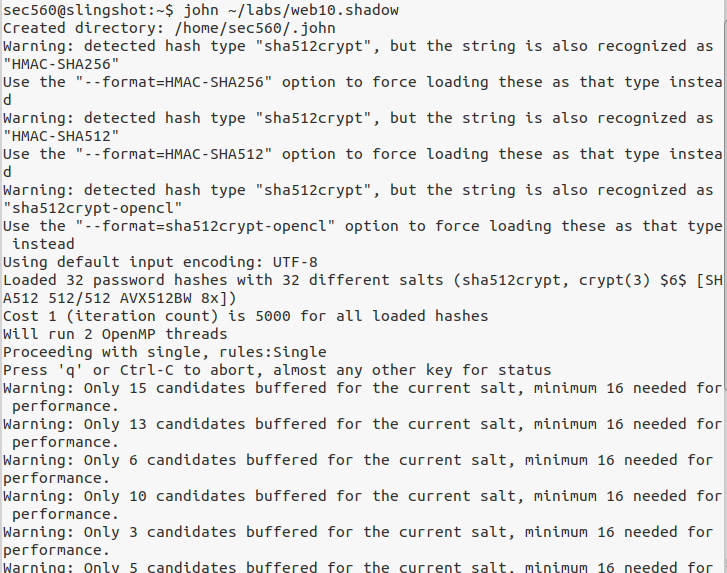 sec560@slingshot:~$ john ~/labs/web10.shadow
Created directory: /home/sec560/.john
Warning: detected hash type "sha512crypt", but the string is also recognized as
"HMAC-SHA256"
Use the "--format=HMAC-SHA256" option to force loading these as that type instea
d
Warning: detected hash type "sha512crypt", but the string is also recognized as
"HMAC-SHA512"
Use the "--format=HMAC-SHA512" option to force loading these as that type instea
d
Warning: detected hash type "sha512crypt", but the string is also recognized as
"sha512crypt-opencl"
Use the "--format=sha512crypt-opencl" option to force loading these as that type
 instead
Using default input encoding: UTF-8
Loaded 32 password hashes with 32 different salts (sha512crypt, crypt(3) $6$ [SH
A512 512/512 AVX512BW 8x])
Cost 1 (iteration count) is 5000 for all loaded hashes
Will run 2 OpenMP threads
Proceeding with single, rules:Single
Press 'q' or Ctrl-C to abort, almost any other key for status
Warning: Only 15 candidates buffered for the current salt, minimum 16 needed for
 performance.
Warning: Only 13 candidates buffered for the current salt, minimum 16 needed for
 performance.
Warning: Only 6 candidates buffered for the current salt, minimum 16 needed for
performance.
Warning: Only 10 candidates buffered for the current salt, minimum 16 needed for
 performance.
Warning: Only 3 candidates buffered for the current salt, minimum 16 needed for
performance.
Warning: Only 5 candidates buffered for the current salt, minimum 16 needed for